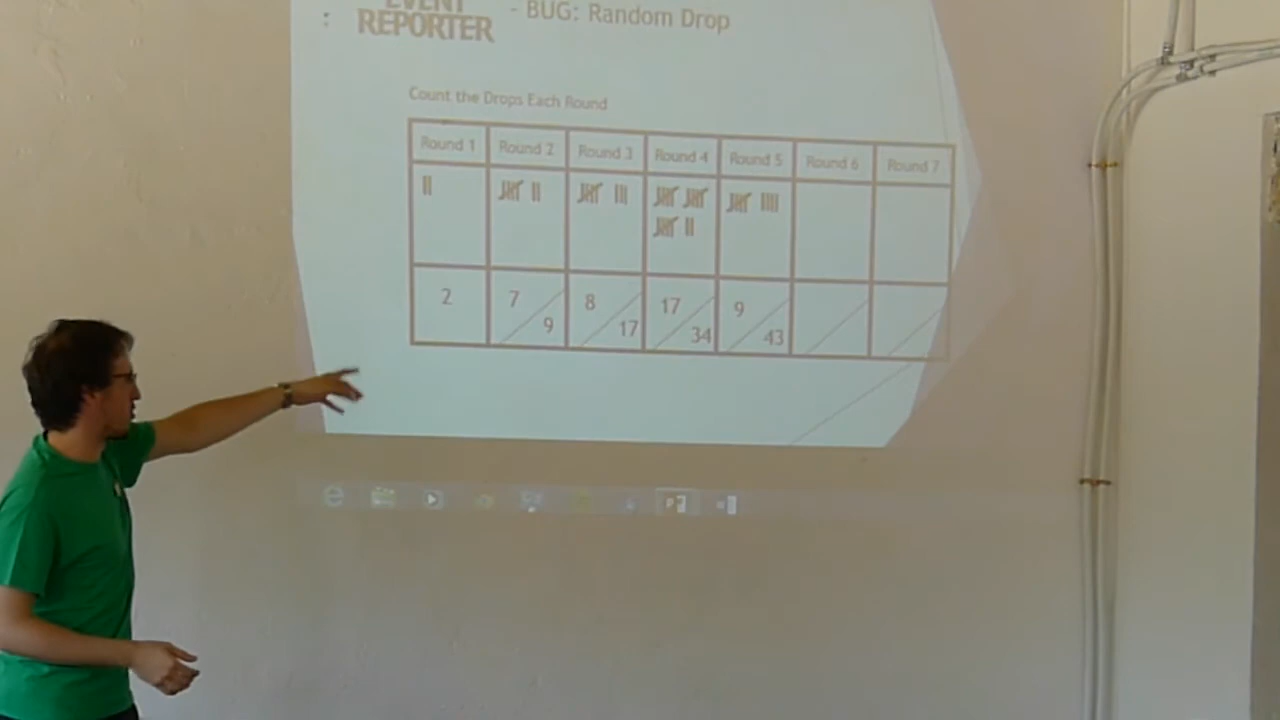 EVENT
: REPORTER - BUG: Random Drop
Count the Drops Each Round
Round 1 Round 2 Round 3 Round 4 Round 5 Round 6 Round 7
2 7 / 9 8 / 17 17 / 34 9 / 43